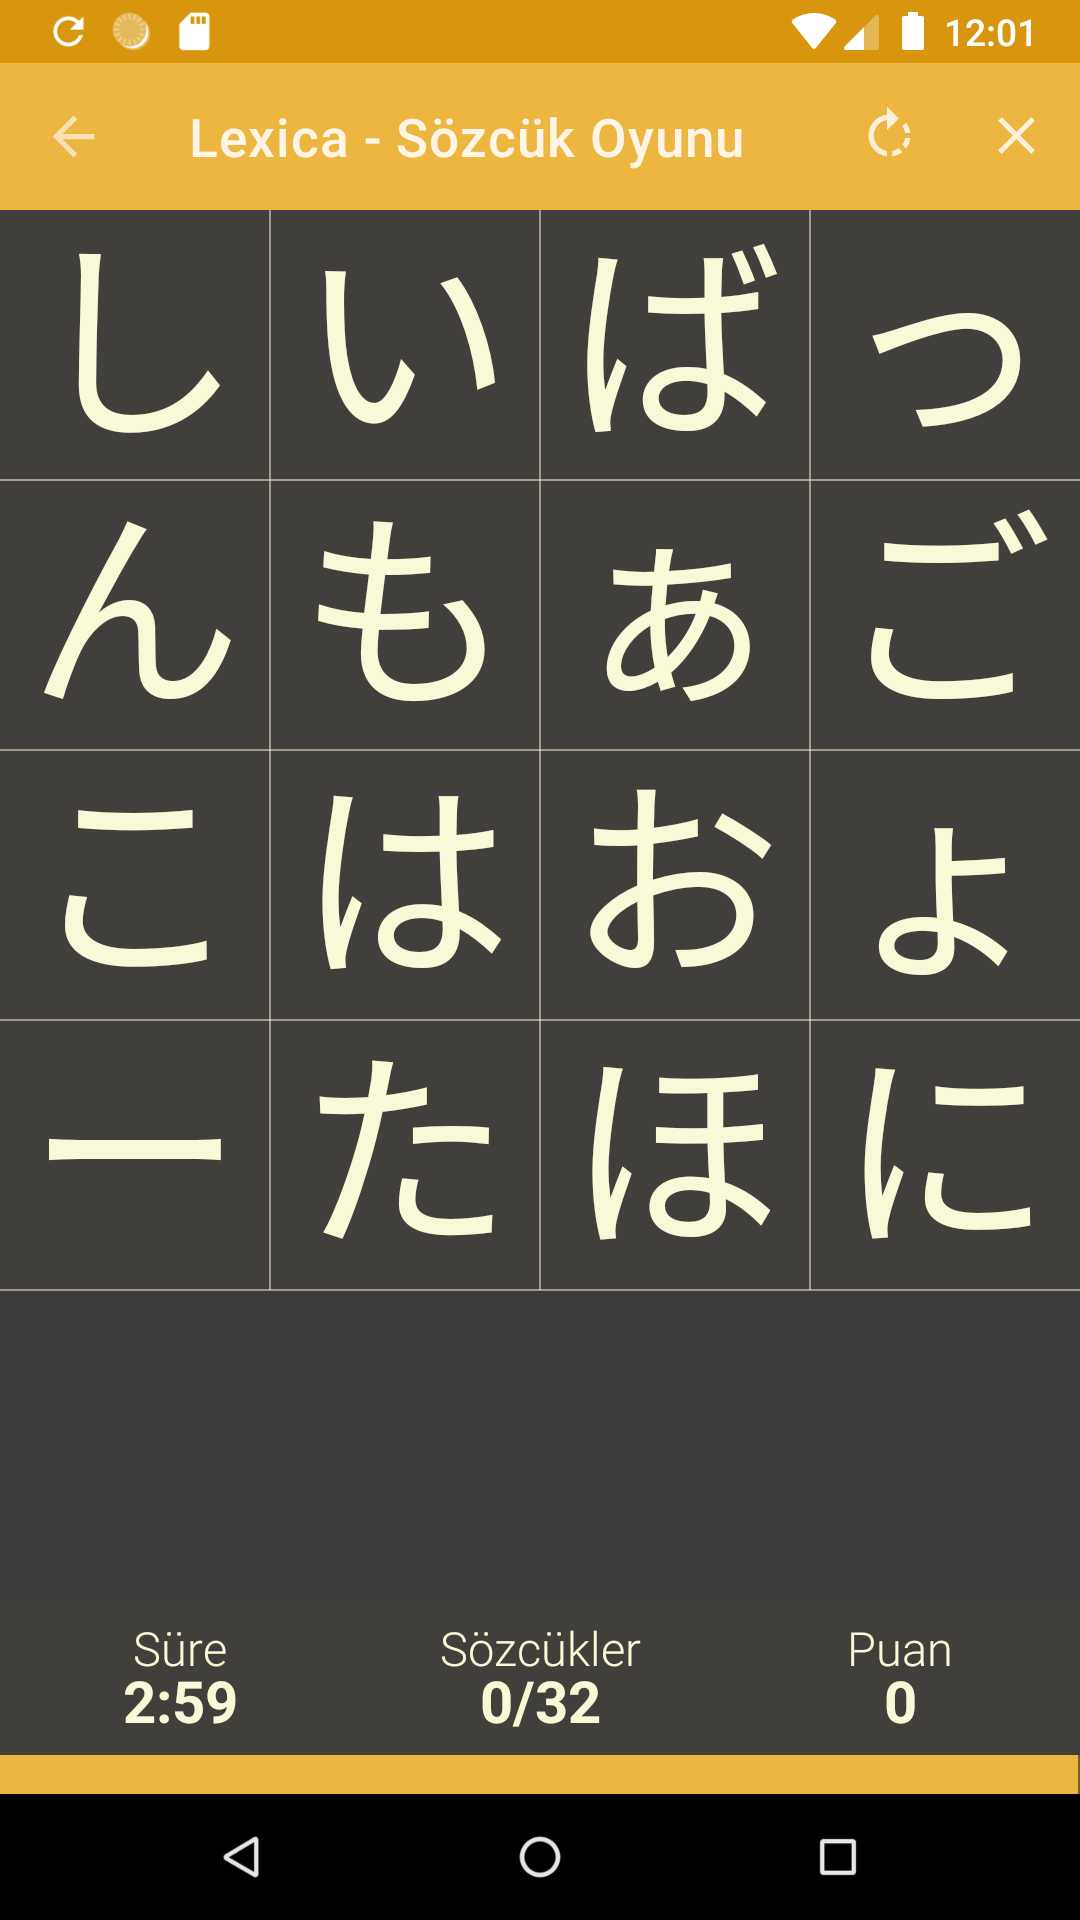 12:01
Lexica - Sözcük Oyunu
し い ば っ
ん も ぁ ご
こ は お ょ
ー た ほ に
Süre Sözcükler Puan
2:59 0/32 0